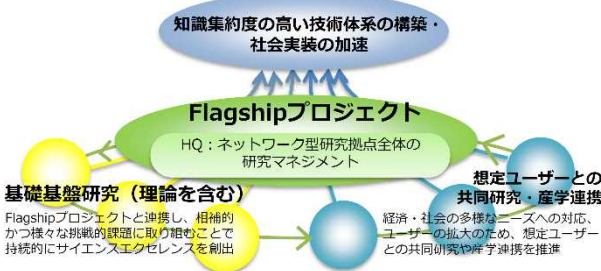 知識集約度の高い技術体系の構築・
社会実装の加速
Flagshipプロジェクト
HQ：ネットワーク型研究拠点全体の
研究マネジメント
基礎基盤研究（理論を含む）
Flagshipプロジェクトと連携し、相補的
かつ様々な挑戦的課題に取り組むことで
持続的にサイエンスエクセレンスを創出
想定ユーザーとの
共同研究・産学連携
経済・社会の多様なニーズへの対応、
ユーザーの拡大のため、想定ユーザー
との共同研究や産学連携を推進